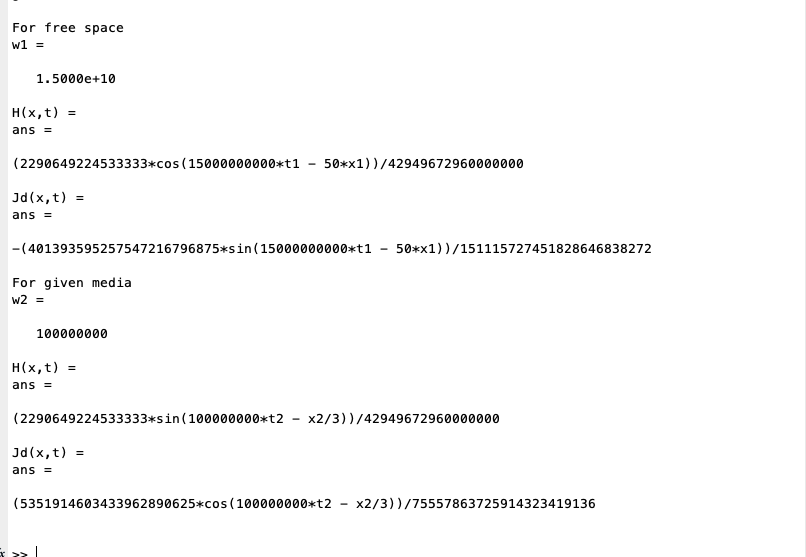 For free space
w1 =
1.5000e+10
H(x,t) =
ans =
(2290649224533333*cos(15000000000*t1 - 50*x1))/42949672960000000
Jd(x,t) =
ans =
-(401393595257547216796875*sin(15000000000*t1 - 50*x1))/151115727451828646838272
For given media
w2 =
100000000
H(x,t) =
ans =
(2290649224533333*sin(100000000*t2 - x2/3))/42949672960000000
Jd(x,t) =
ans =
(5351914603433962890625*cos(100000000*t2 - x2/3))/75557863725914323419136
>>